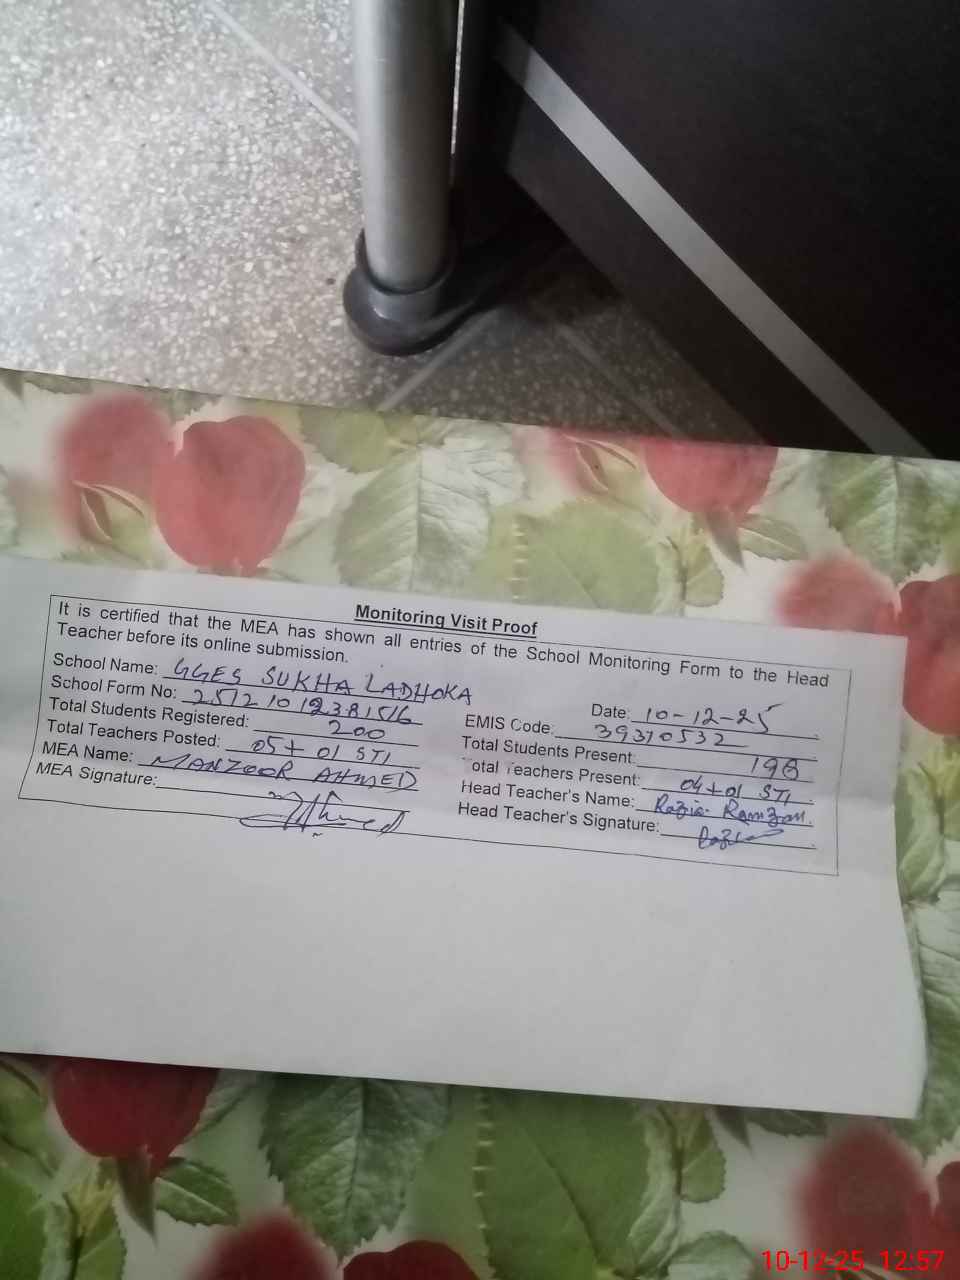 Monitoring Visit Proof
It is certified that the MEA has shown all entries of the School Monitoring Form to the Head
Teacher before its online submission.
School Name: GGES SUKHA LADHOKA
Date: 10-12-25
School Form No: 25121012381516
EMIS Code: 39310532
Total Students Registered: 200
Total Students Present: 198
Total Teachers Posted: 05+ 01 STI
Total Teachers Present: 04+01 STI
MEA Name: MANZOOR AHMED
Head Teacher's Name: Razia Ramzan.
MEA Signature:
Head Teacher's Signature:
10-12-25 12:57